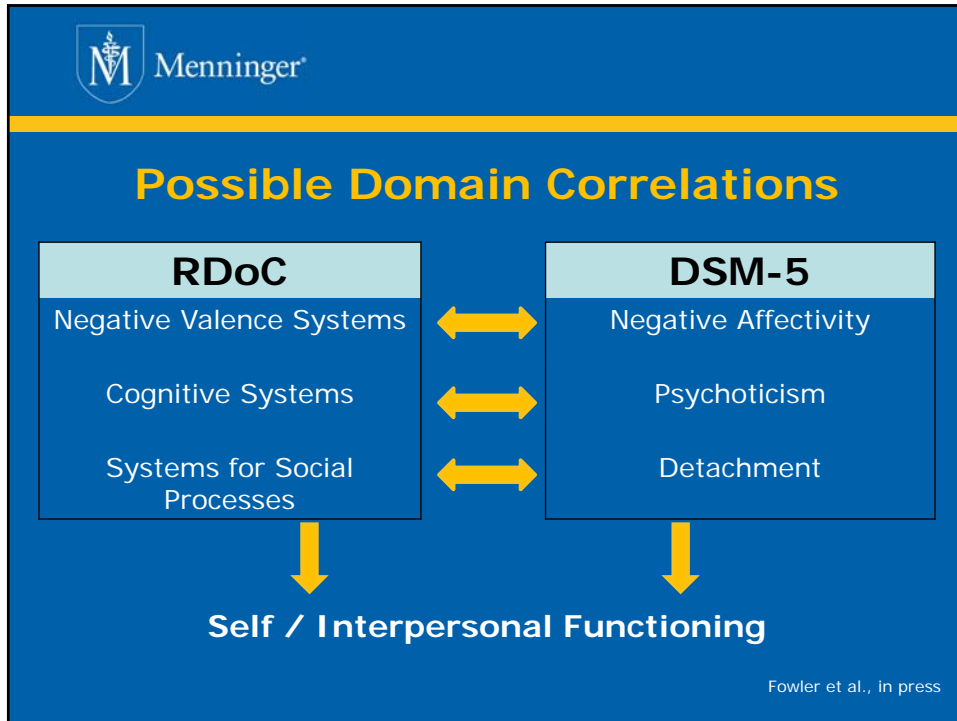 Menninger®
Possible Domain Correlations
RDoC
Negative Valence Systems
Cognitive Systems
Systems for Social
Processes
DSM-5
Negative Affectivity
Psychoticism
Detachment
Self / Interpersonal Functioning
Fowler et al., in press